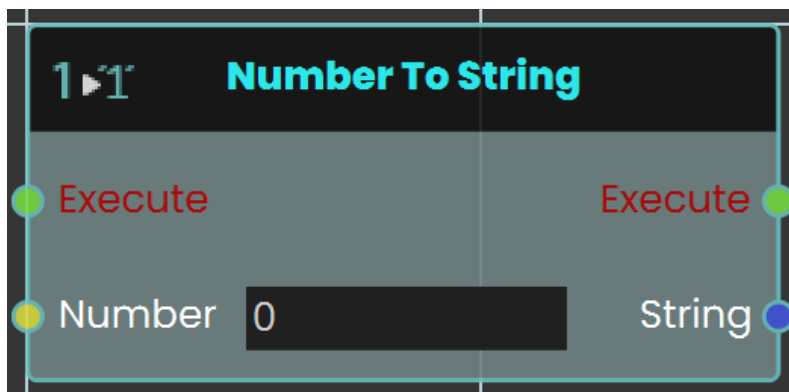 1▸"1" Number To String
Execute Execute
Number 0 String